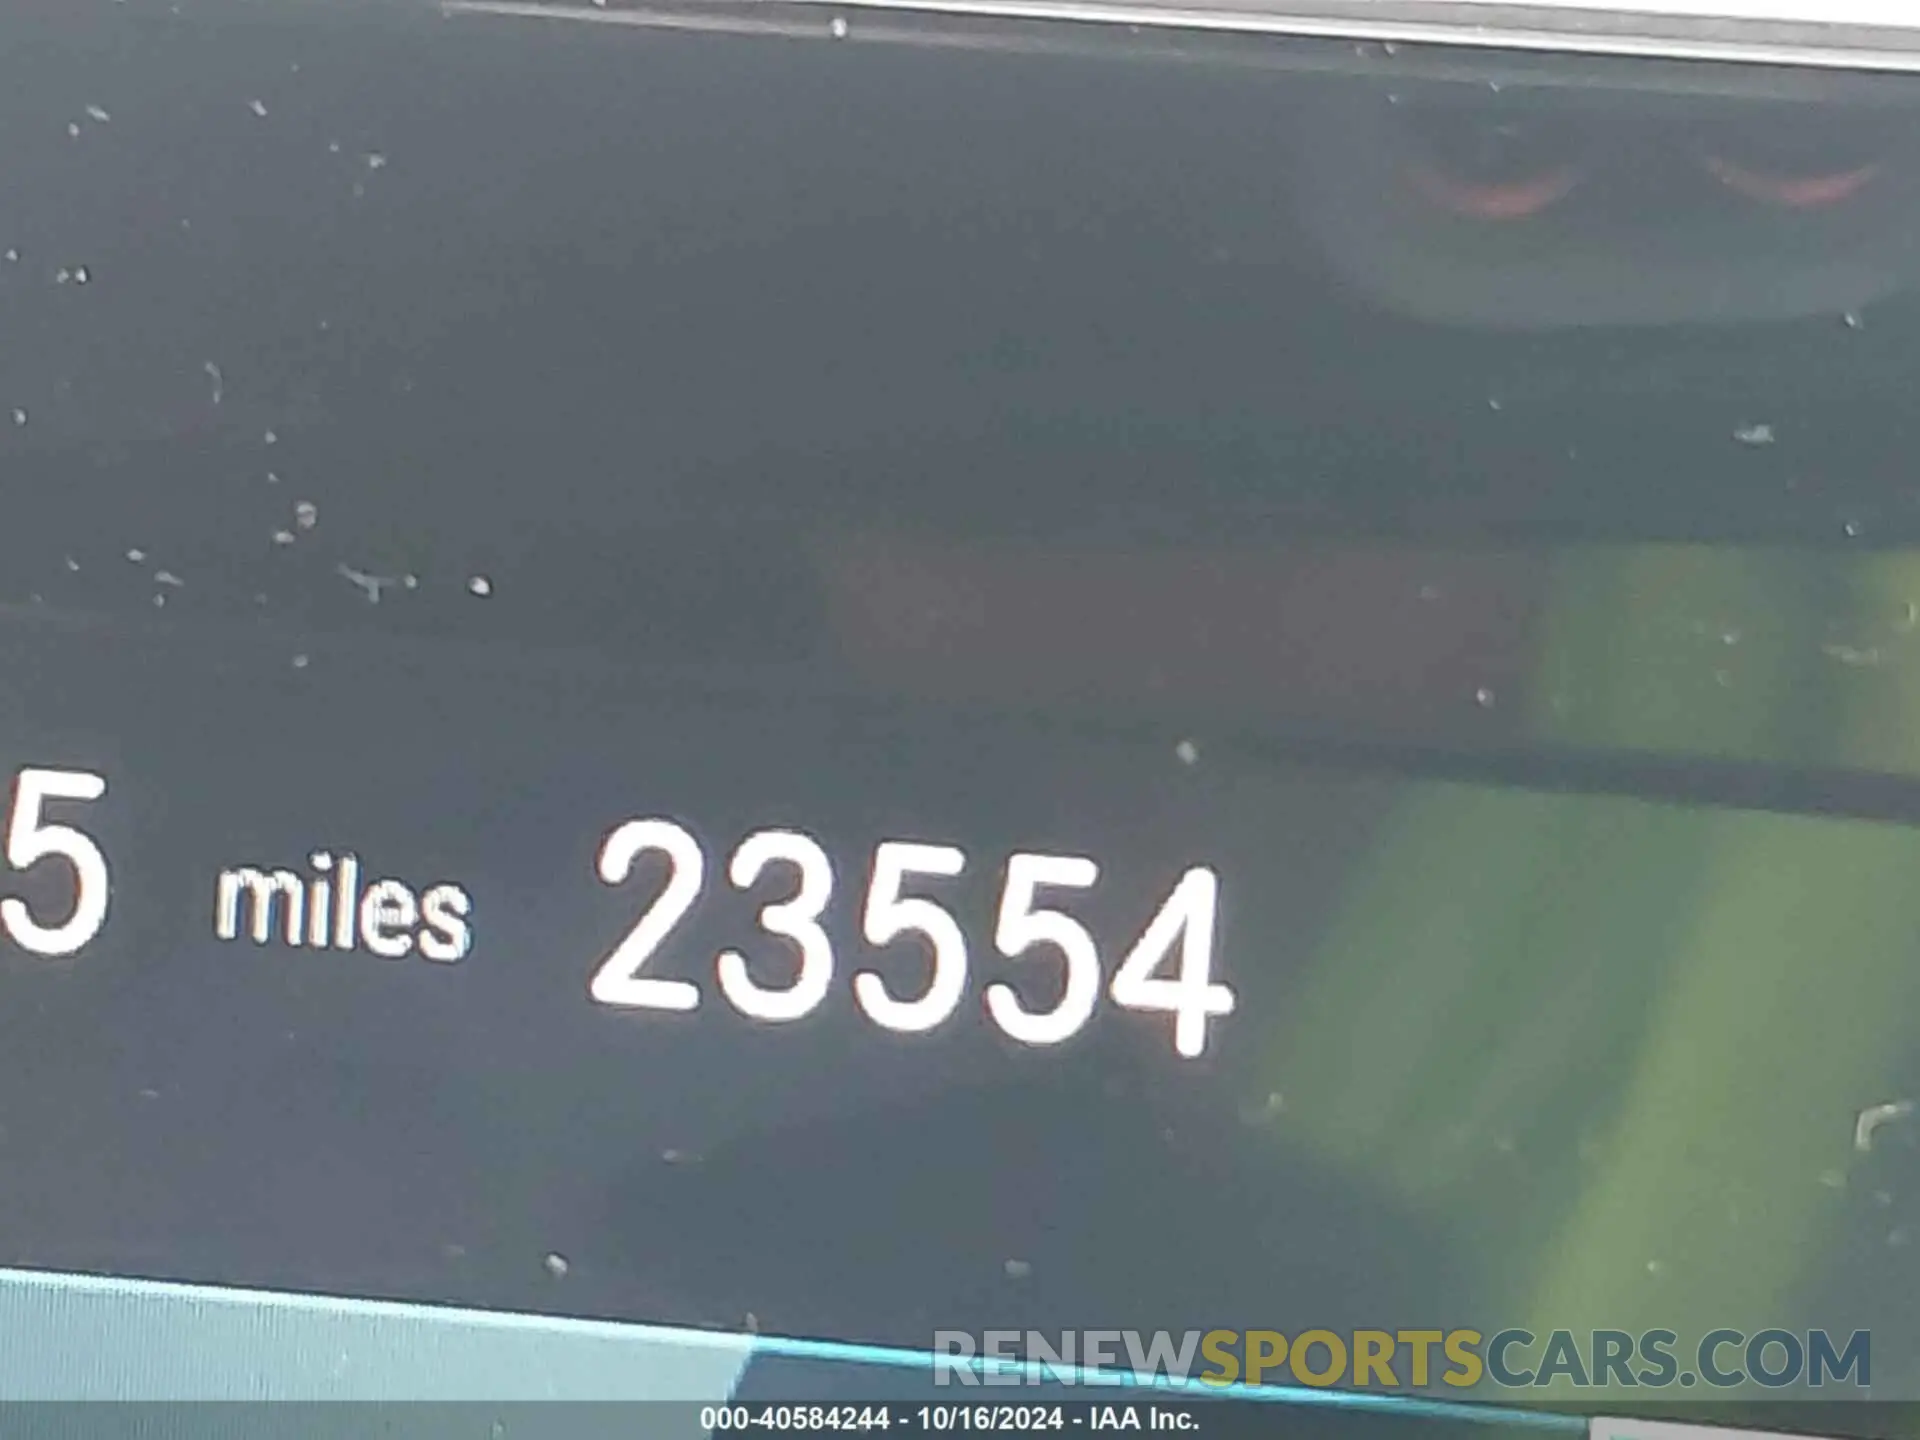 5 miles 23554
RENEWSPORTSCARS.COM
000-40584244 - 10/16/2024 - IAA Inc.